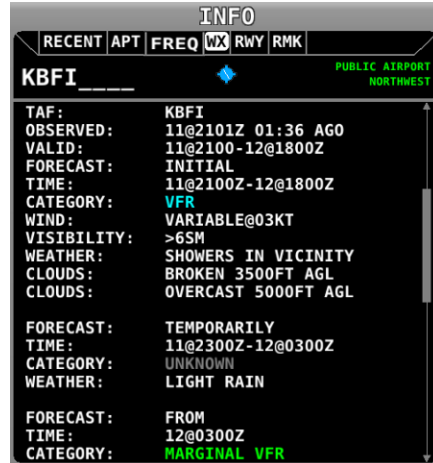 INFO
RECENT APT FREQ WX RWY RMK
KBFI____
PUBLIC AIRPORT
NORTHWEST
TAF: KBFI
OBSERVED: 11@2101Z 01:36 AGO
VALID: 11@2100-12@1800Z
FORECAST: INITIAL
TIME: 11@2100Z-12@1800Z
CATEGORY: VFR
WIND: VARIABLE@03KT
VISIBILITY: >6SM
WEATHER: SHOWERS IN VICINITY
CLOUDS: BROKEN 3500FT AGL
CLOUDS: OVERCAST 5000FT AGL
FORECAST: TEMPORARILY
TIME: 11@2300Z-12@0300Z
CATEGORY: UNKNOWN
WEATHER: LIGHT RAIN
FORECAST: FROM
TIME: 12@0300Z
CATEGORY: MARGINAL VFR